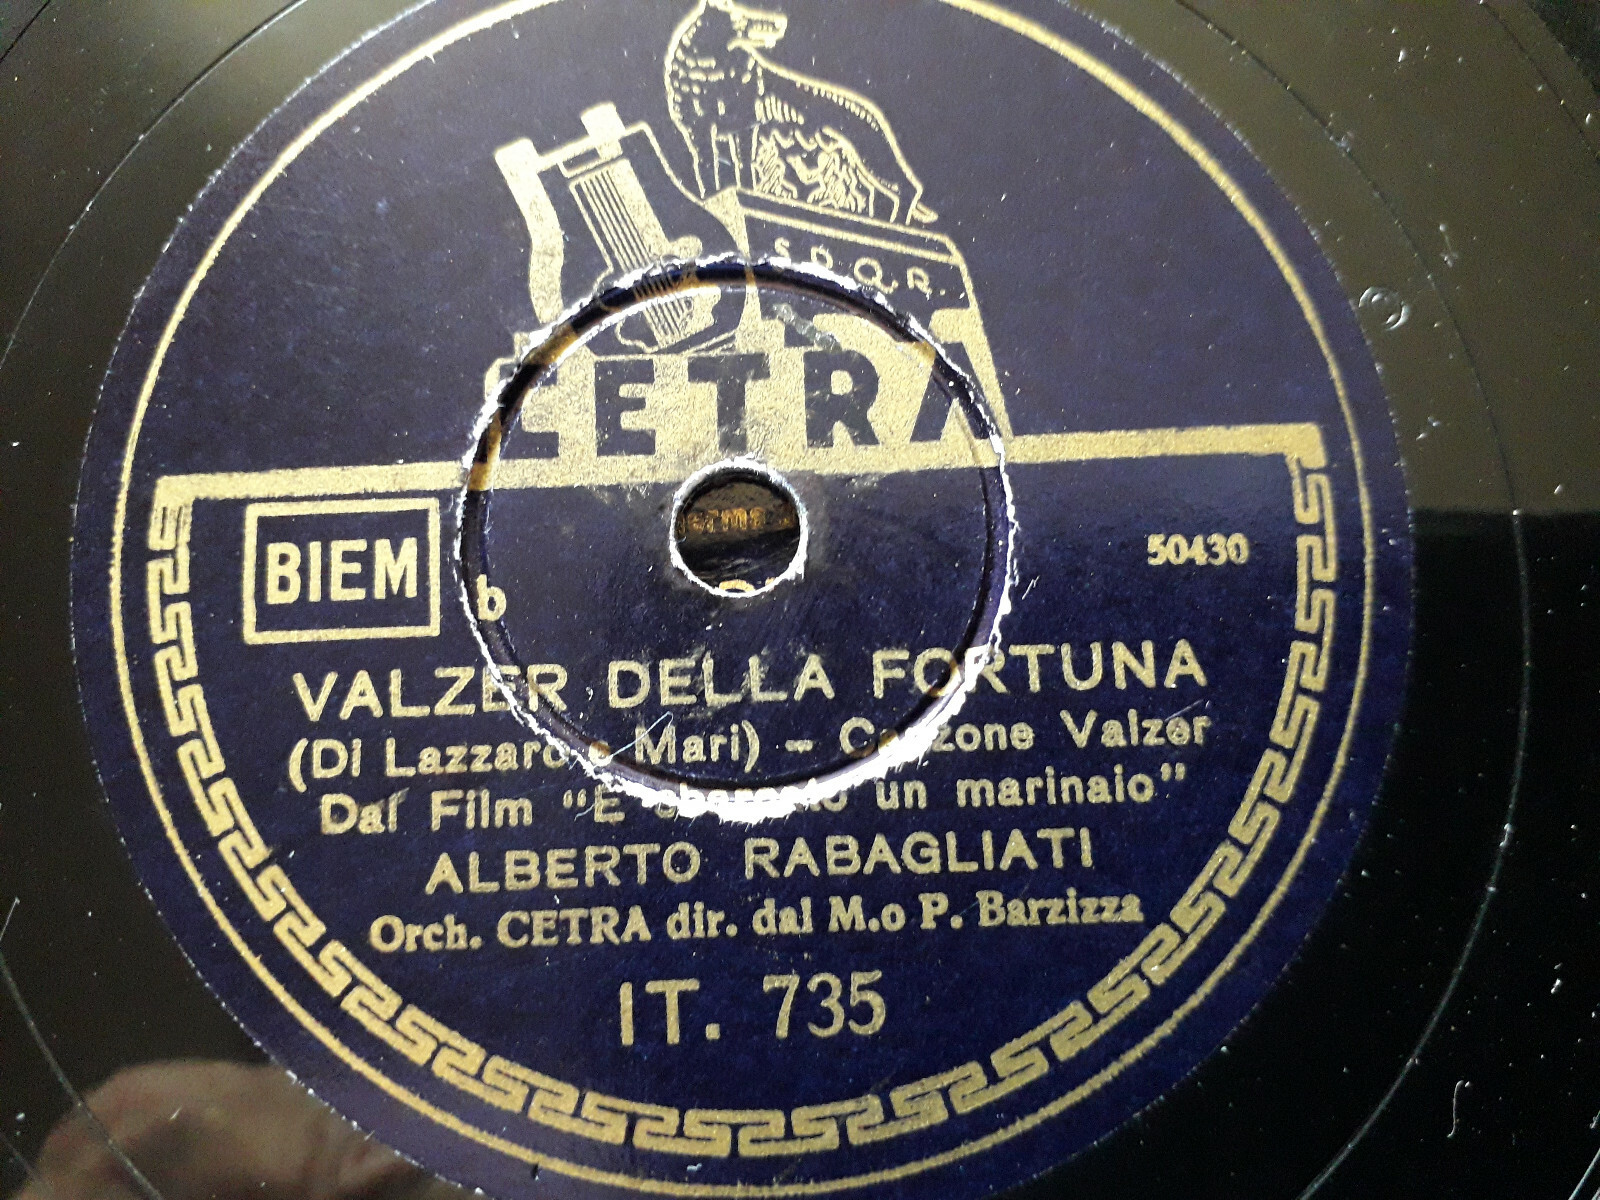 S.P.Q.R.
CETRA
BIEM
50430
b
VALZER DELLA FORTUNA
(Di Lazzaro e Mari) - Canzone Valzer
Dal Film "È sbarcato un marinaio"
ALBERTO RABAGLIATI
Orch. CETRA dir. dal M.o P. Barzizza
IT. 735